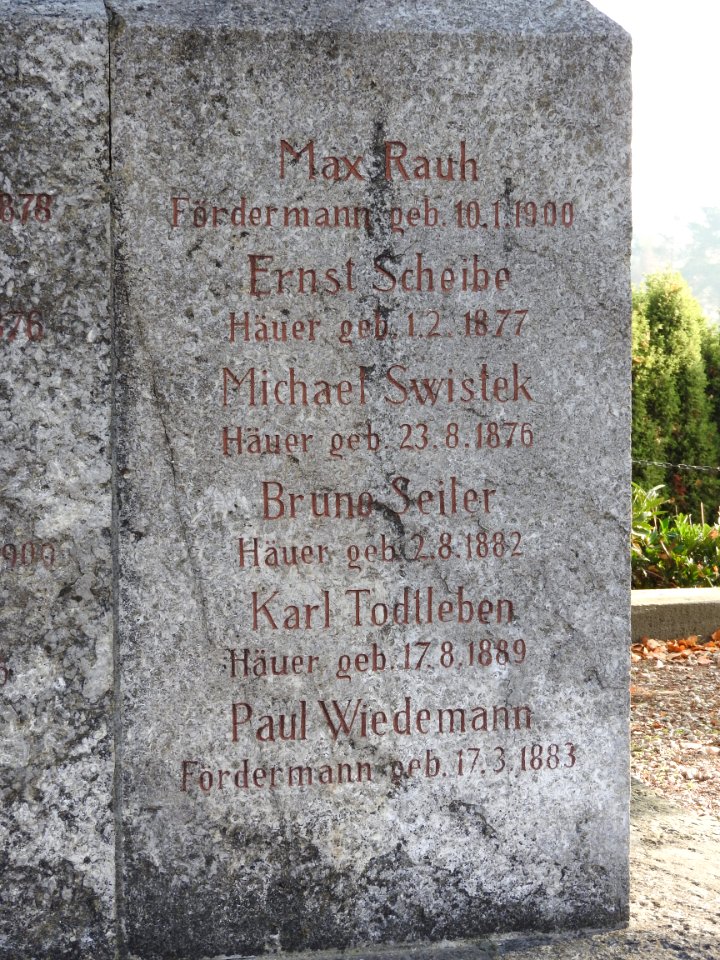 1878
876
Max Rauh
Fördermann geb. 10.1.1900
Ernst Scheibe
Häuer geb. 1.2. 1877
Michael Swistek
Häuer geb. 23.8.1876
Bruno Seiler
Häuer geb. 2.8.1882
Karl Todtleben
Häuer geb. 17.8.1889
Paul Wiedemann
Fördermann geb. 17.3.1883